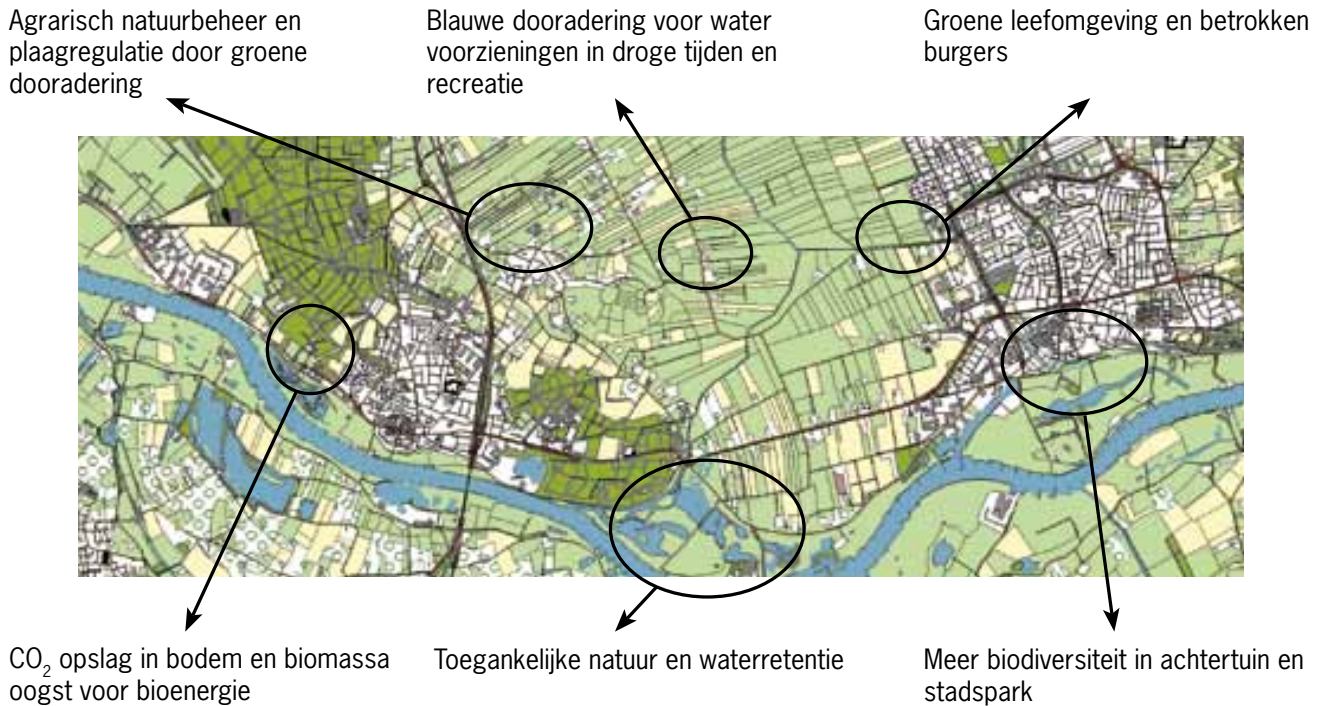 Agrarisch natuurbeheer en
plaagregulatie door groene
dooradering
Blauwe dooradering voor water
voorzieningen in droge tijden en
recreatie
Groene leefomgeving en betrokken
burgers
CO₂ opslag in bodem en biomassa
oogst voor bioenergie
Toegankelijke natuur en waterretentie
Meer biodiversiteit in achtertuin en
stadspark